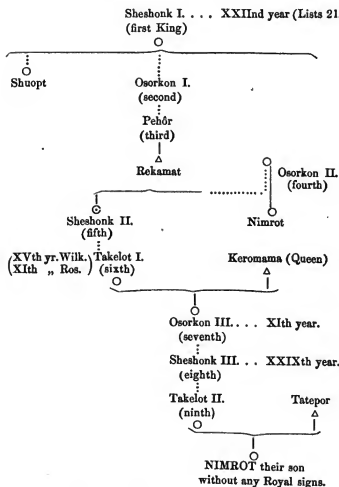 Sheshonk I. . . . XXIInd year (Lists 21
(first King)
Shuopt
Osorkon I.
(second)
Pehôr
(third)
Rekamat
Osorkon II.
(fourth)
Sheshonk II.
(fifth)
Nimrot
(XVth yr. Wilk.) Takelot I.
(XIth „ Ros.) (sixth)
Keromama (Queen)
Osorkon III. . . . XIth year.
(seventh)
Sheshonk III. . . XXIXth year.
(eighth)
Takelot II.
(ninth)
Tatepor
NIMROT their son
without any Royal signs.